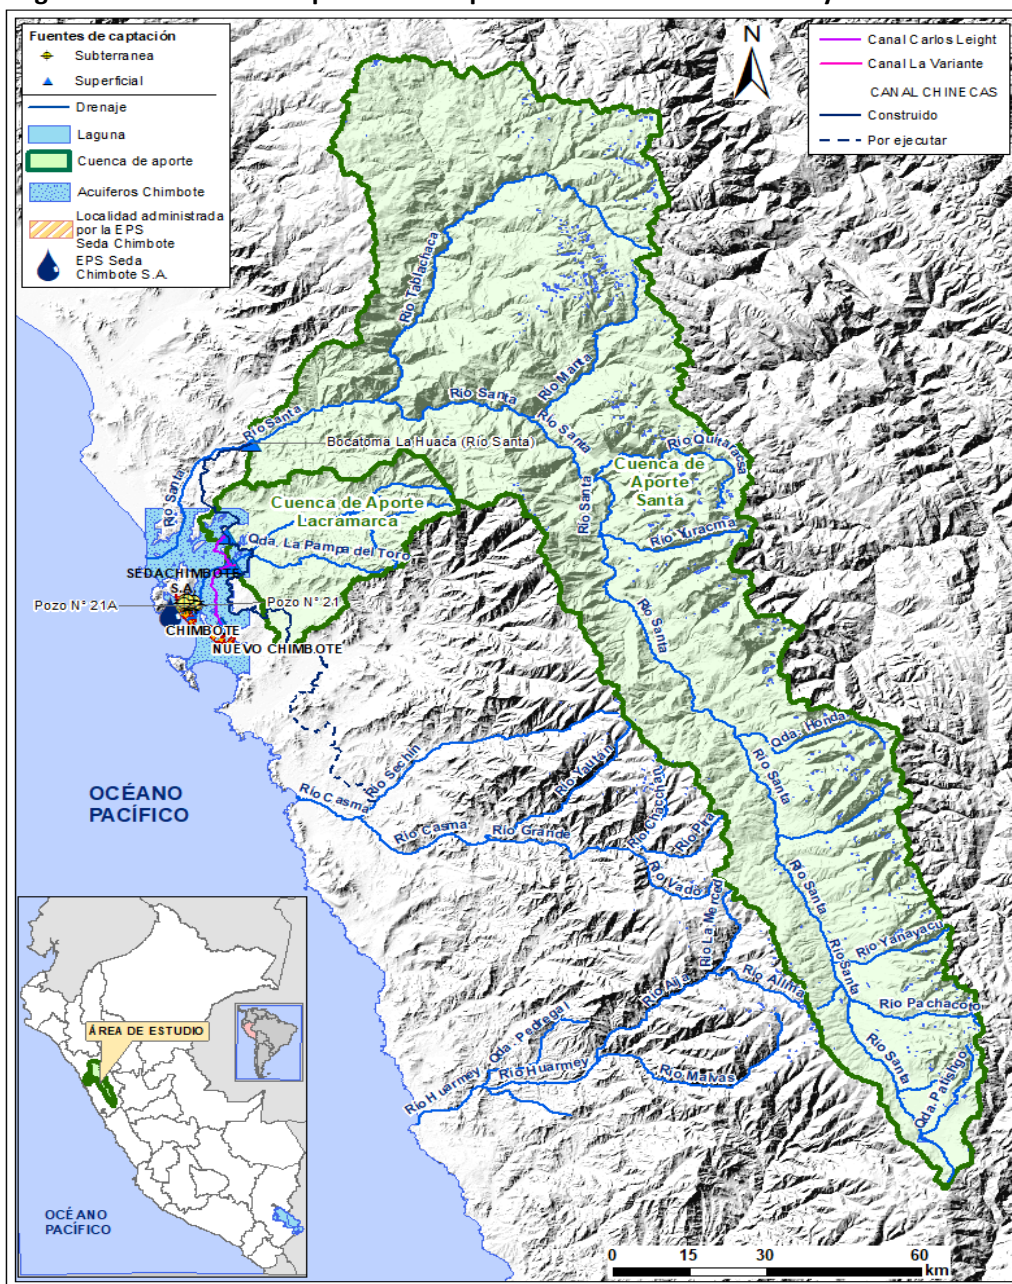 Fuentes de captación
Subterranea
Superficial
Drenaje
Laguna
Cuenca de aporte
Acuiferos Chimbote
Localidad administrada
por la EPS
Seda Chimbote
EPS Seda
Chimbote S.A.
N
Canal Carlos Leight
Canal La Variante
CANAL CHINECAS
Construido
Por ejecutar
Río Tablachaca
Río Santa
Río Manta
Río Santa
Río Santa
Bocatoma La Huaca (Río Santa)
Río Quitaracsa
Cuenca de
Aporte
Santa
Río Santa
Río Santa
Cuenca de Aporte
Lacramarca
Río Yuracma
Qda. La Pampa del Toro
SEDACHIMBOTE
S.A
Pozo N° 21A
Pozo N° 21
CHIMBOTE
NUEVO CHIMBOTE
Río Santa
Qda. Honda
Río Santa
Río Sechin
Río Yaután
Río Casma
OCÉANO
PACÍFICO
Río Casma
Río Grande
Río Chacchan
Río Pira
Río Vado
Río La Merced
Río Santa
Río Yanayacu
Río Santa
Río Aija
Río Allma
Río Pachacoto
Qda. Pedregal
Río Huarmey
Río Huarmey
Río Malvas
Río Santa
Qda. Patisligo
ÁREA DE ESTUDIO
OCÉANO
PACÍFICO
0 15 30 60
km